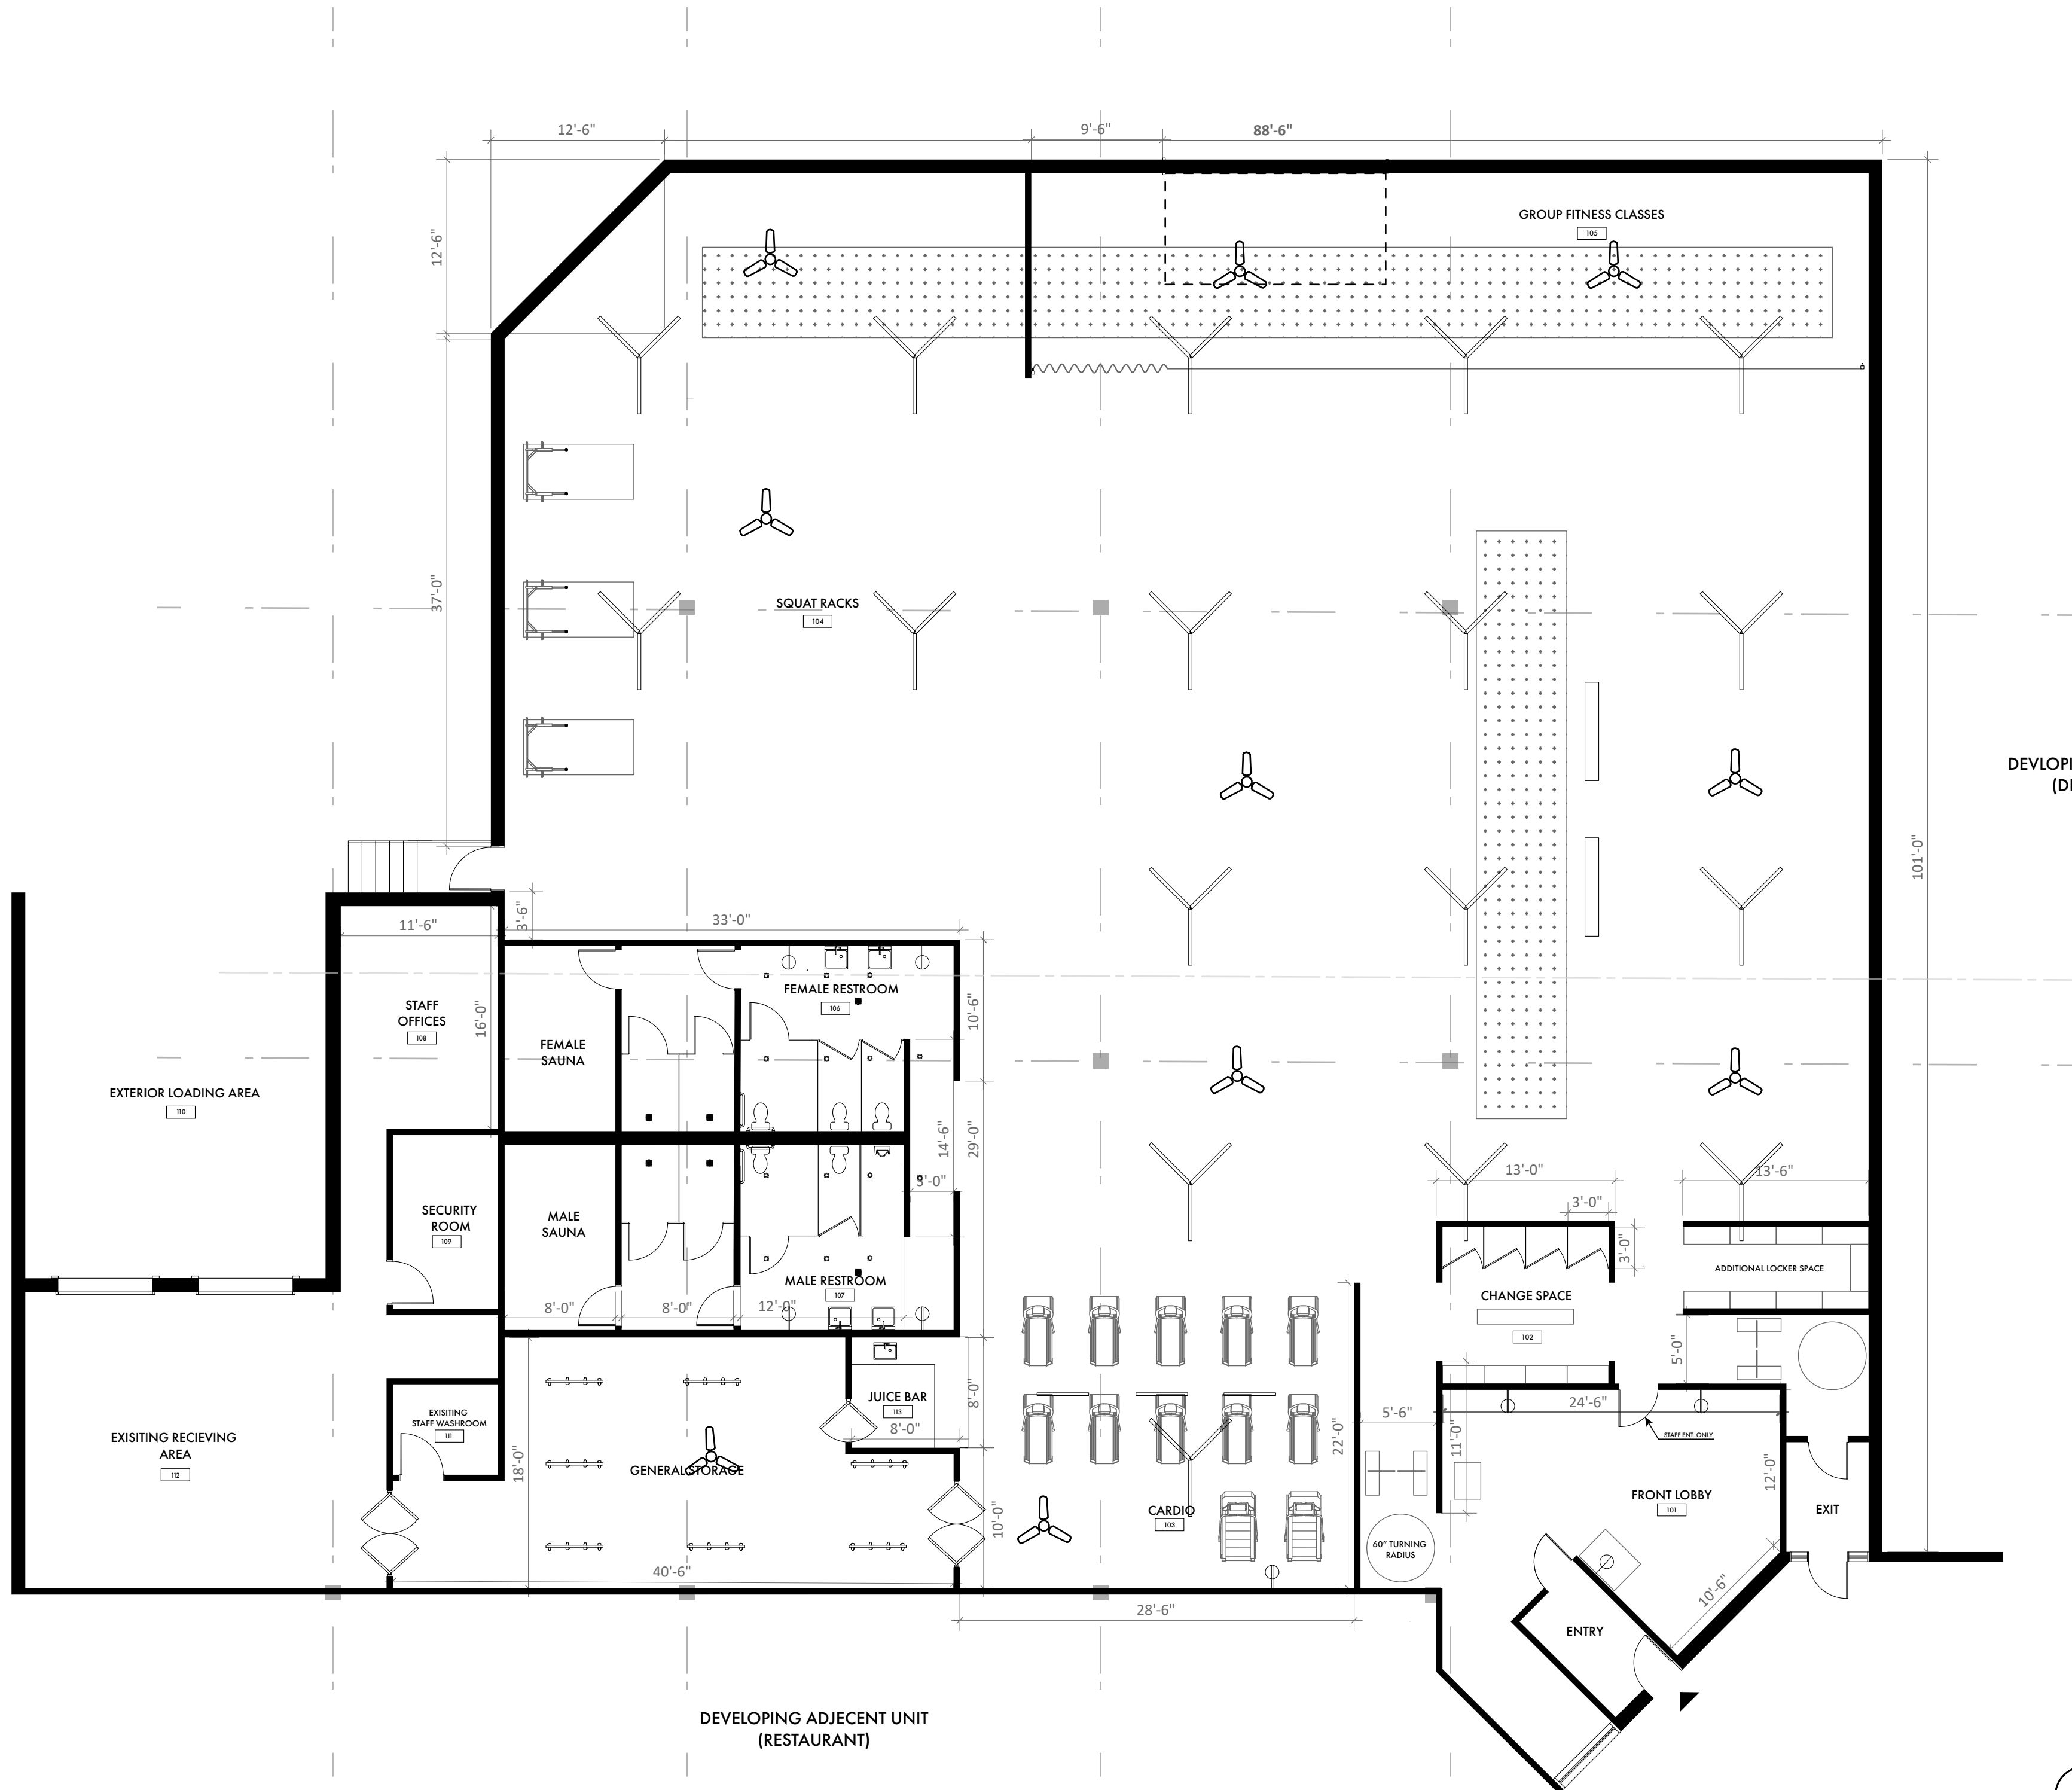 12'-6"
9'-6"
88'-6"
GROUP FITNESS CLASSES
105
12'-6"
37'-0"
SQUAT RACKS
104
DEVLOP
(D
101'-0"
11'-6"
3'-6"
33'-0"
FEMALE RESTROOM
106
10'-6"
STAFF
OFFICES
108
16'-0"
FEMALE
SAUNA
EXTERIOR LOADING AREA
110
14'-6"
29'-0"
3'-0"
13'-0"
13'-6"
3'-0"
SECURITY
ROOM
109
MALE
SAUNA
3'-0"
ADDITIONAL LOCKER SPACE
MALE RESTROOM
107
CHANGE SPACE
102
8'-0"
8'-0"
12'-0"
5'-0"
JUICE BAR
113
8'-0"
8'-0"
24'-6"
5'-6"
EXISITING
STAFF WASHROOM
111
STAFF ENT. ONLY
11'-0"
22'-0"
EXISITING RECIEVING
AREA
112
18'-0"
GENERALSTORAGE
12'-0"
FRONT LOBBY
101
CARDIO
103
EXIT
10'-0"
60" TURNING
RADIUS
40'-6"
10'-6"
28'-6"
ENTRY
DEVELOPING ADJECENT UNIT
(RESTAURANT)